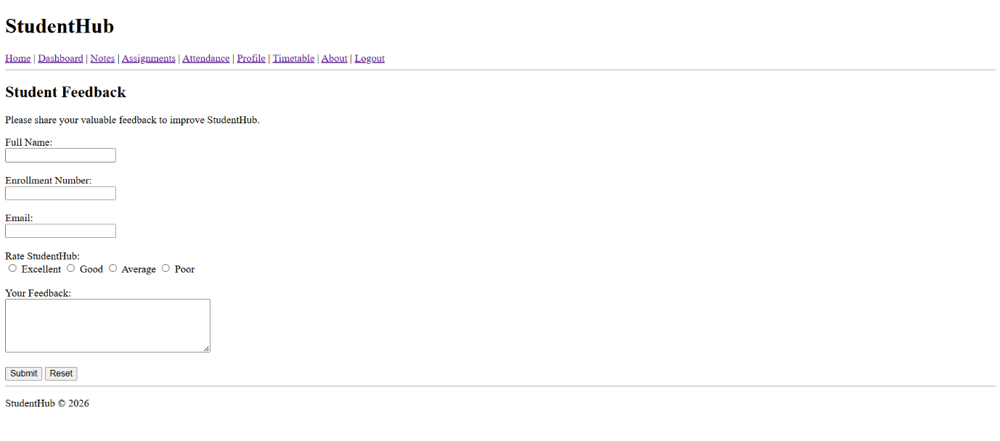 StudentHub
Home | Dashboard | Notes | Assignments | Attendance | Profile | Timetable | About | Logout
Student Feedback
Please share your valuable feedback to improve StudentHub.
Full Name:
Enrollment Number:
Email:
Rate StudentHub:
Excellent Good Average Poor
Your Feedback:
Submit Reset
StudentHub © 2026